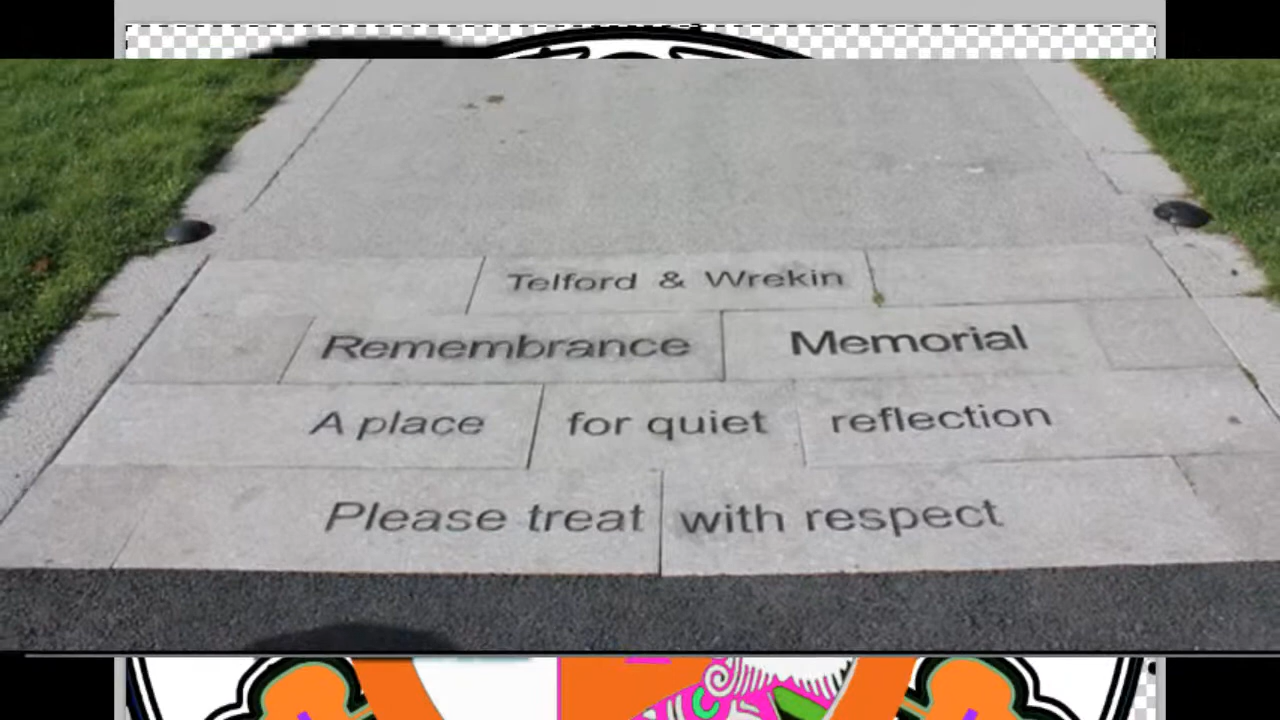 Telford & Wrekin
Remembrance Memorial
A place for quiet reflection
Please treat with respect